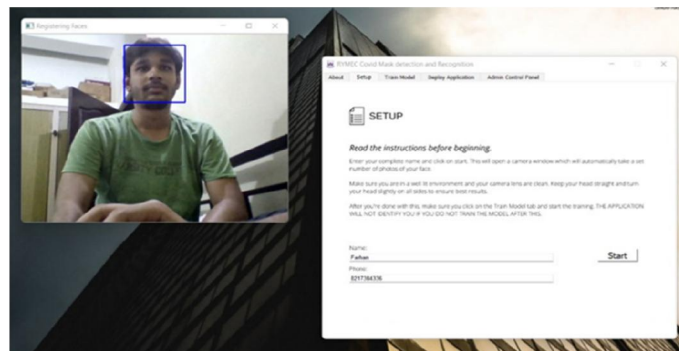 Registering Faces
RYMEC Covid Mask detection and Recognition
About Setup Train Model Deploy Application Admin Control Panel
SETUP
Read the instructions before beginning.
Enter your complete name and click on start. This will open a camera window which will automatically take a set
number of photos of your face.
Make sure you are in a well lit environment and your camera lens are clean. Keep your head straight and turn
your head slightly on all sides to ensure best results.
After you're done with this, make sure you click on the Train Model tab and start the training. THE APPLICATION
WILL NOT IDENTIFY YOU IF YOU DO NOT TRAIN THE MODEL AFTER THIS.
Name:
Farhan
Start
Phone: